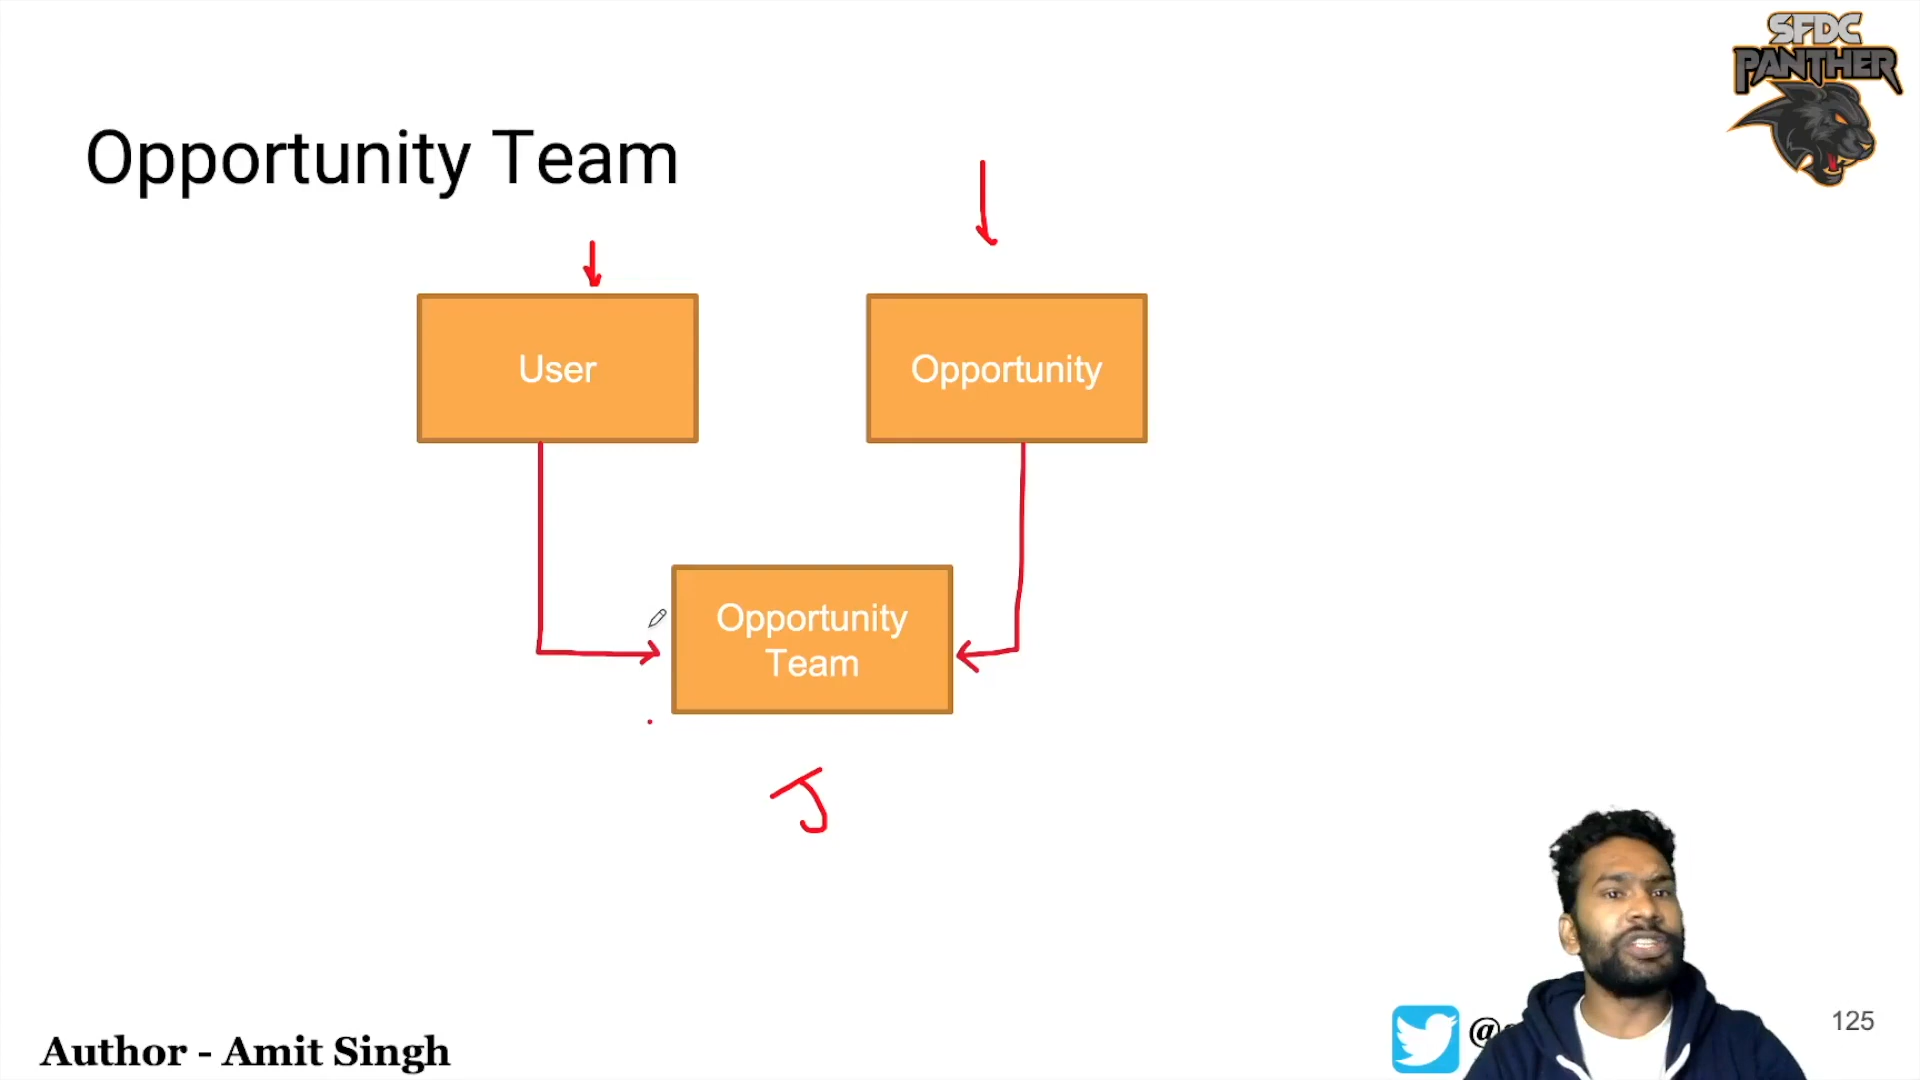 SFDC
PANTHER
Opportunity Team
User
Opportunity
Opportunity
Team
J
Author - Amit Singh
125